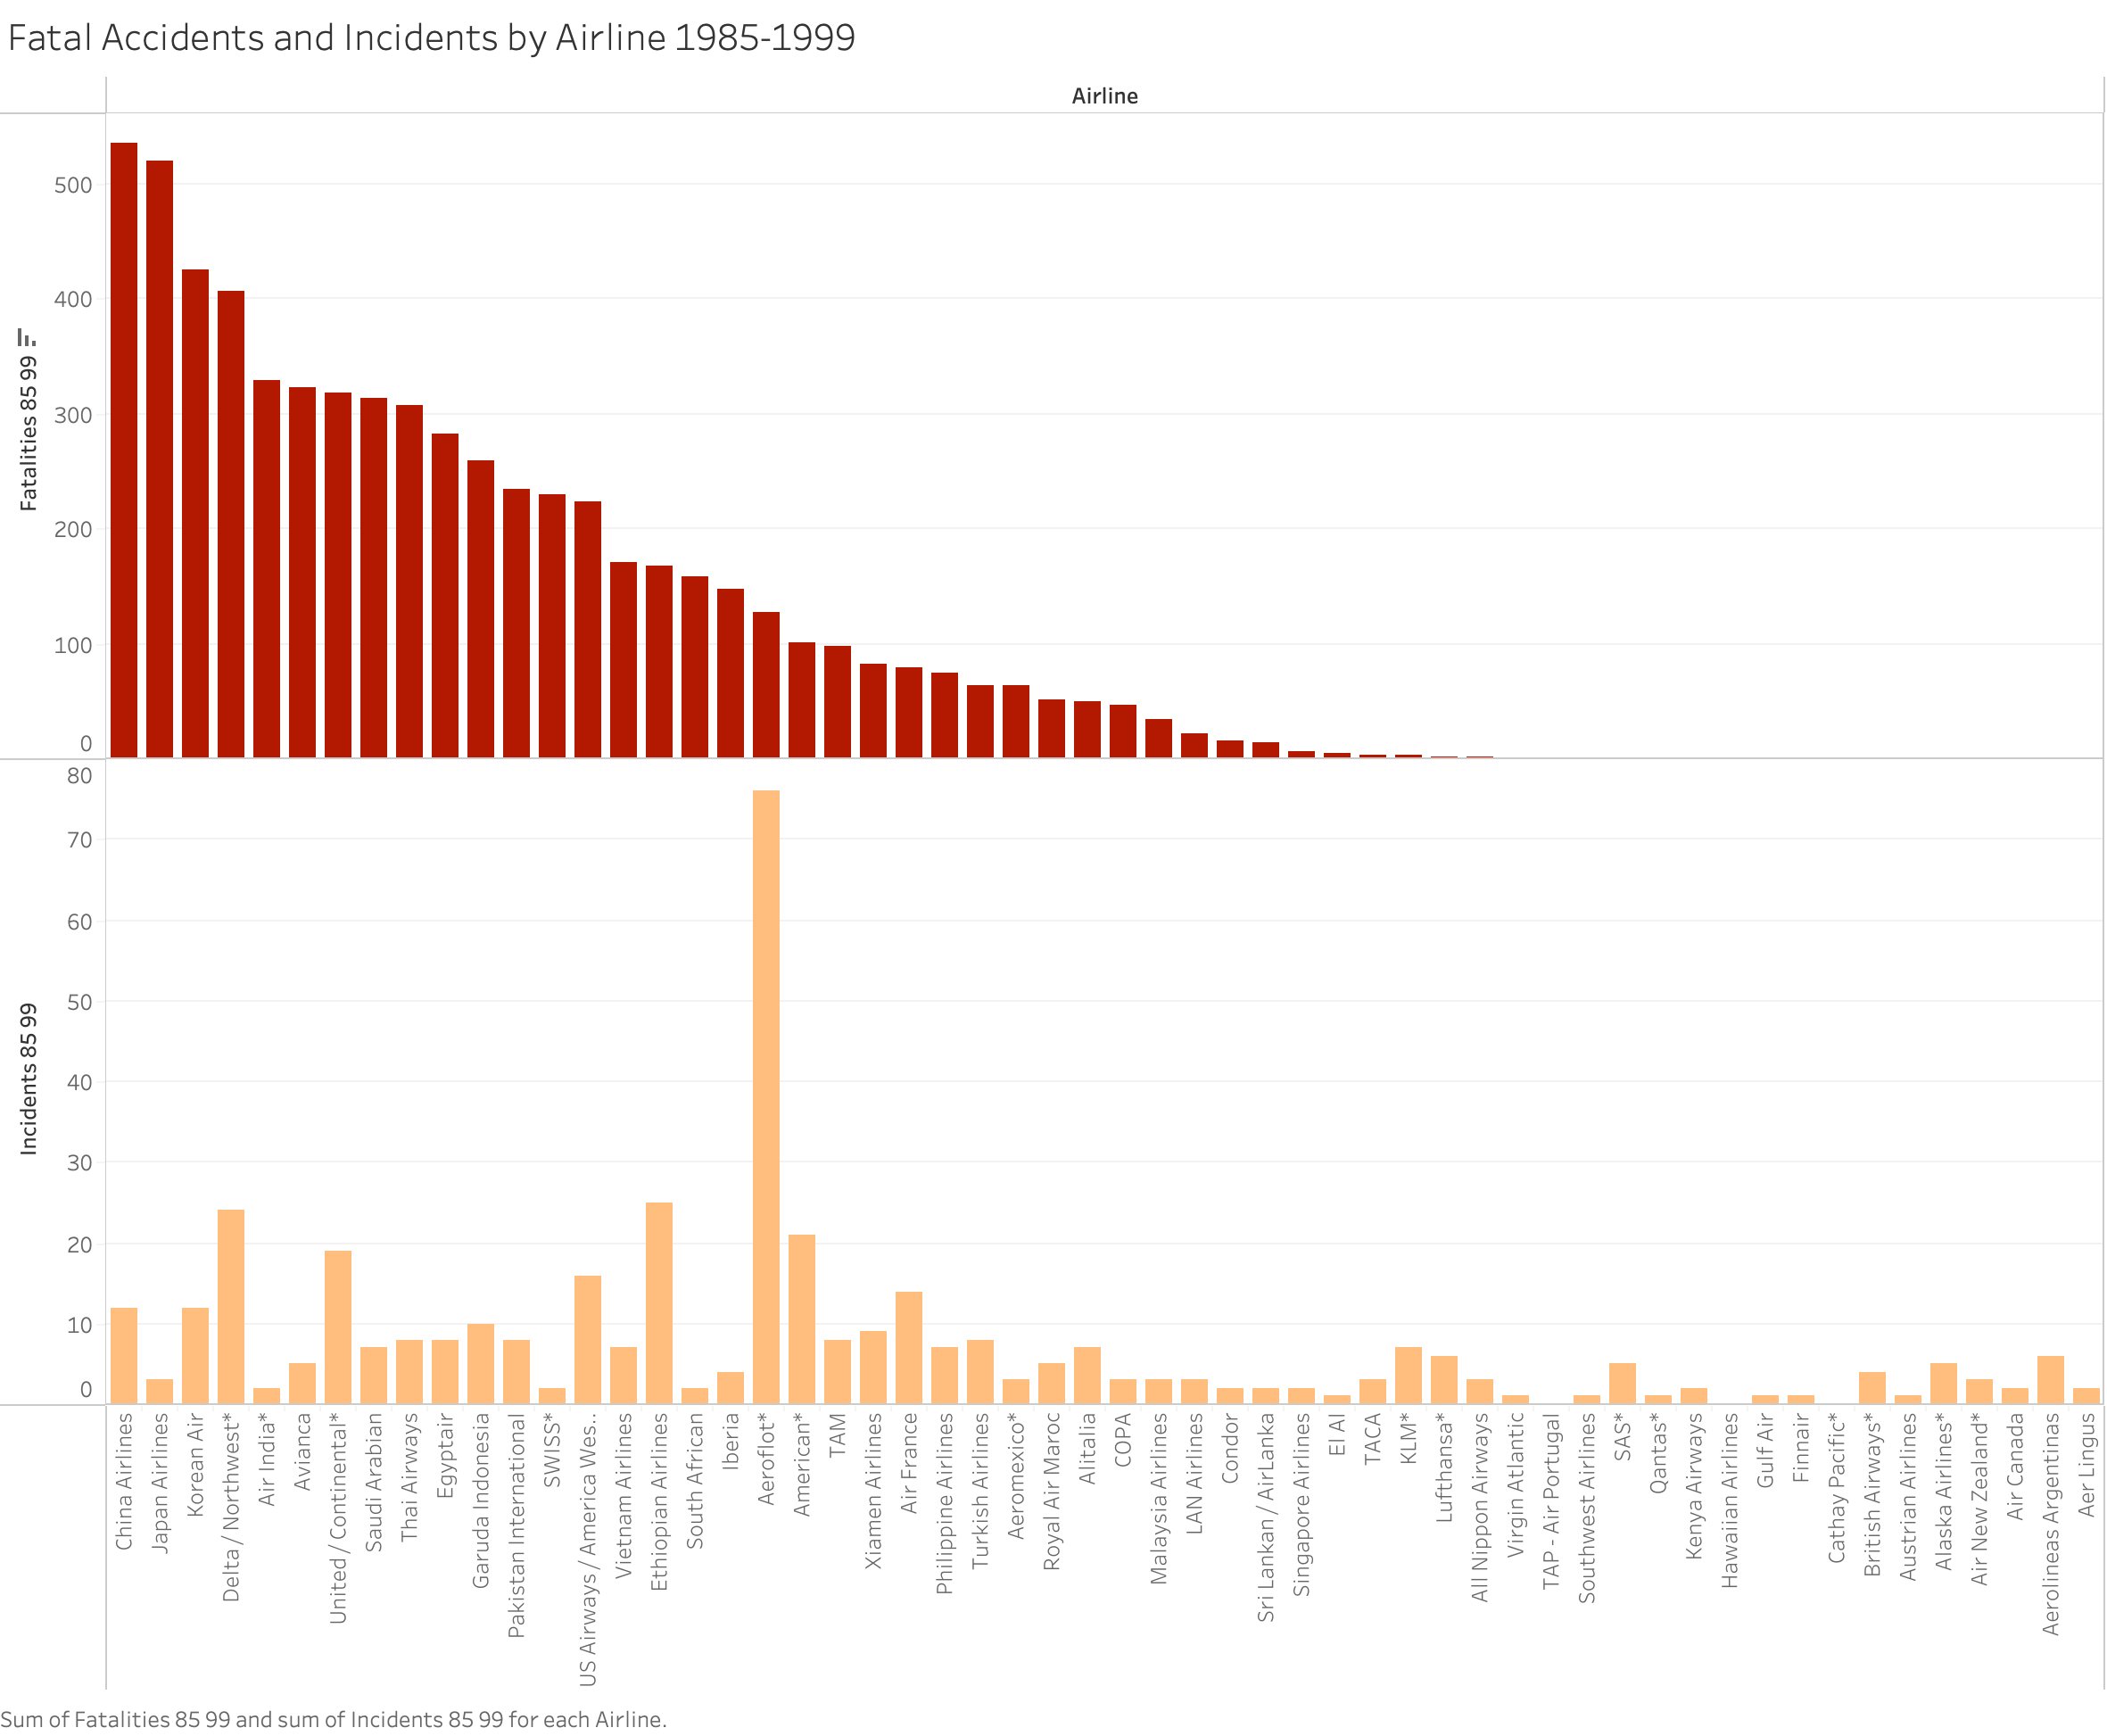 Fatal Accidents and Incidents by Airline 1985-1999
Airline
Fatalities 85 99
500
400
300
200
100
0
Incidents 85 99
80
70
60
50
40
30
20
10
0
China Airlines
Japan Airlines
Korean Air
Delta / Northwest*
Air India*
Avianca
United / Continental*
Saudi Arabian
Thai Airways
Egyptair
Garuda Indonesia
Pakistan International
SWISS*
US Airways / America Wes..
Vietnam Airlines
Ethiopian Airlines
South African
Iberia
Aeroflot*
American*
TAM
Xiamen Airlines
Air France
Philippine Airlines
Turkish Airlines
Aeromexico*
Royal Air Maroc
Alitalia
COPA
Malaysia Airlines
LAN Airlines
Condor
Sri Lankan / AirLanka
Singapore Airlines
El Al
TACA
KLM*
Lufthansa*
All Nippon Airways
Virgin Atlantic
TAP - Air Portugal
Southwest Airlines
SAS*
Qantas*
Kenya Airways
Hawaiian Airlines
Gulf Air
Finnair
Cathay Pacific*
British Airways*
Austrian Airlines
Alaska Airlines*
Air New Zealand*
Air Canada
Aerolineas Argentinas
Aer Lingus
Sum of Fatalities 85 99 and sum of Incidents 85 99 for each Airline.